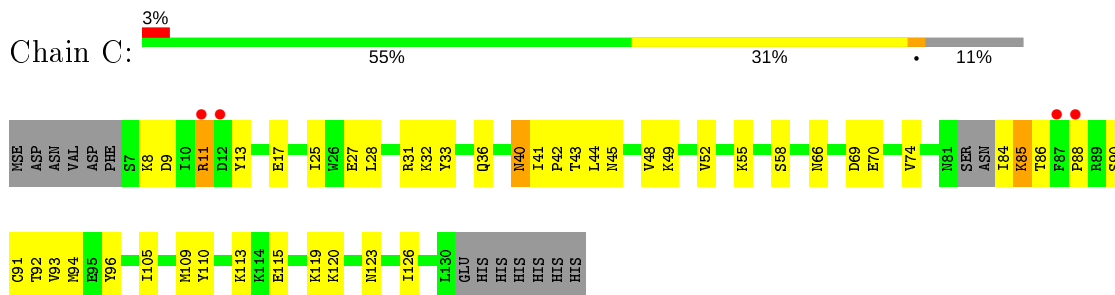 3%
Chain C:
55% 31% • 11%
MSE ASP ASN VAL ASP PHE S7 K8 D9 I10 R11 D12 Y13 E17 I25 W26 E27 L28 R31 K32 Y33 Q36 N40 I41 P42 T43 L44 N45 V48 K49 V52 K55 S58 N66 D69 E70 V74 N81 SER ASN I84 K85 T86 F87 P88 R89 S90
C91 T92 V93 M94 E95 Y96 I105 M109 Y110 K113 K114 E115 K119 K120 N123 I126 L130 GLU HIS HIS HIS HIS HIS HIS